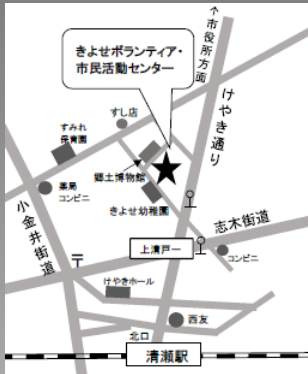 ↑市役所方面
きよせボランティア・
市民活動センター
けやき通り
すし店
すみれ
保育園
郷土博物館
薬局
コンビニ
きよせ幼稚園
小金井街道
志木街道
上清戸一
コンビニ
〒
けやきホール
西友
北口
清瀬駅